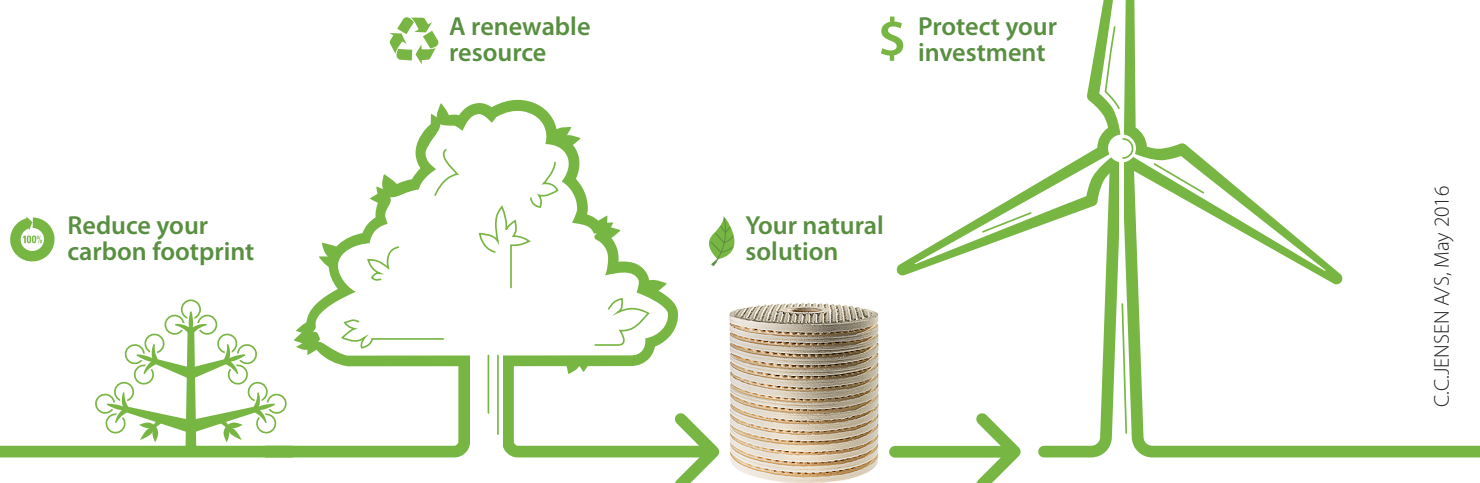 A renewable
resource
$ Protect your
investment
100%
Reduce your
carbon footprint
Your natural
solution
C.C.JENSEN A/S, May 2016